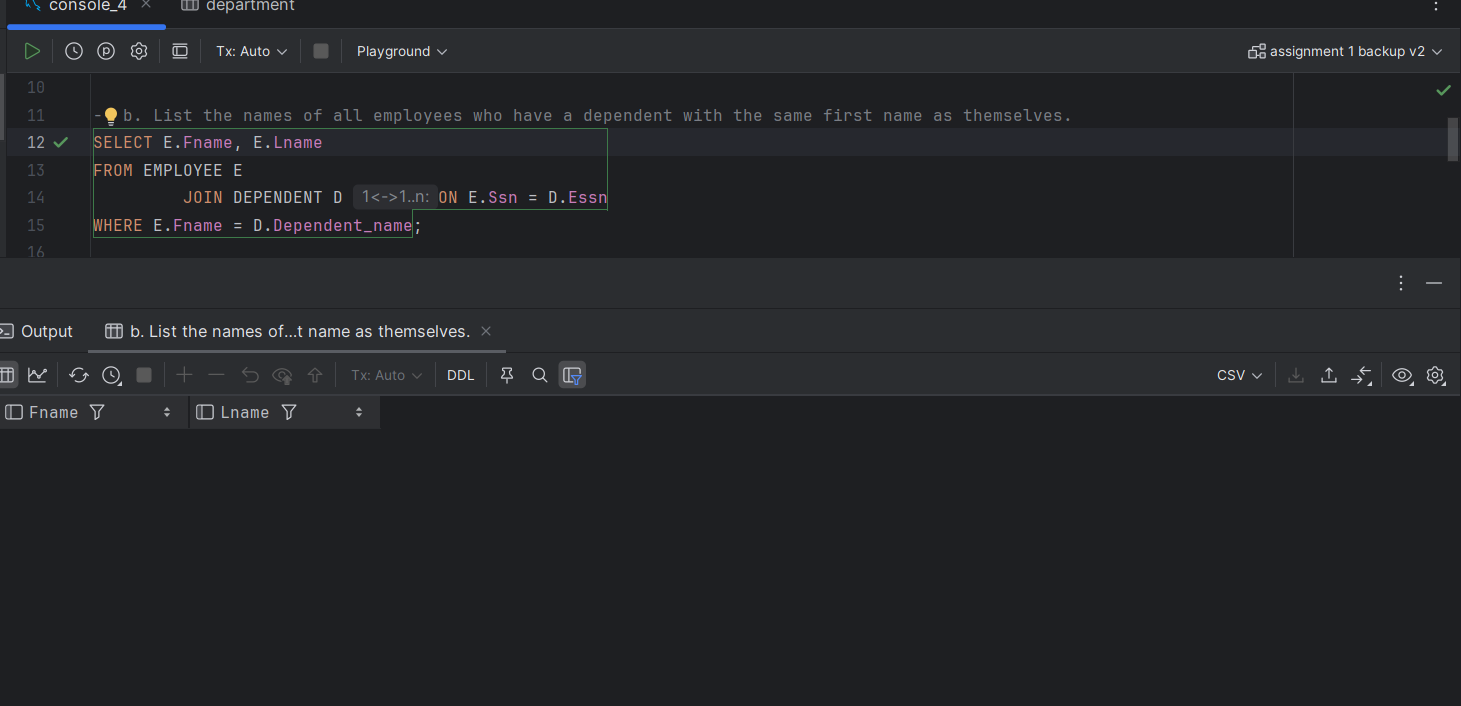 console_4 department
Tx: Auto Playground assignment 1 backup v2
10
11 - b. List the names of all employees who have a dependent with the same first name as themselves.
12 SELECT E.Fname, E.Lname
13 FROM EMPLOYEE E
14 JOIN DEPENDENT D 1<->1..n: ON E.Ssn = D.Essn
15 WHERE E.Fname = D.Dependent_name;
16
Output b. List the names of...t name as themselves.
Tx: Auto DDL CSV
Fname Lname